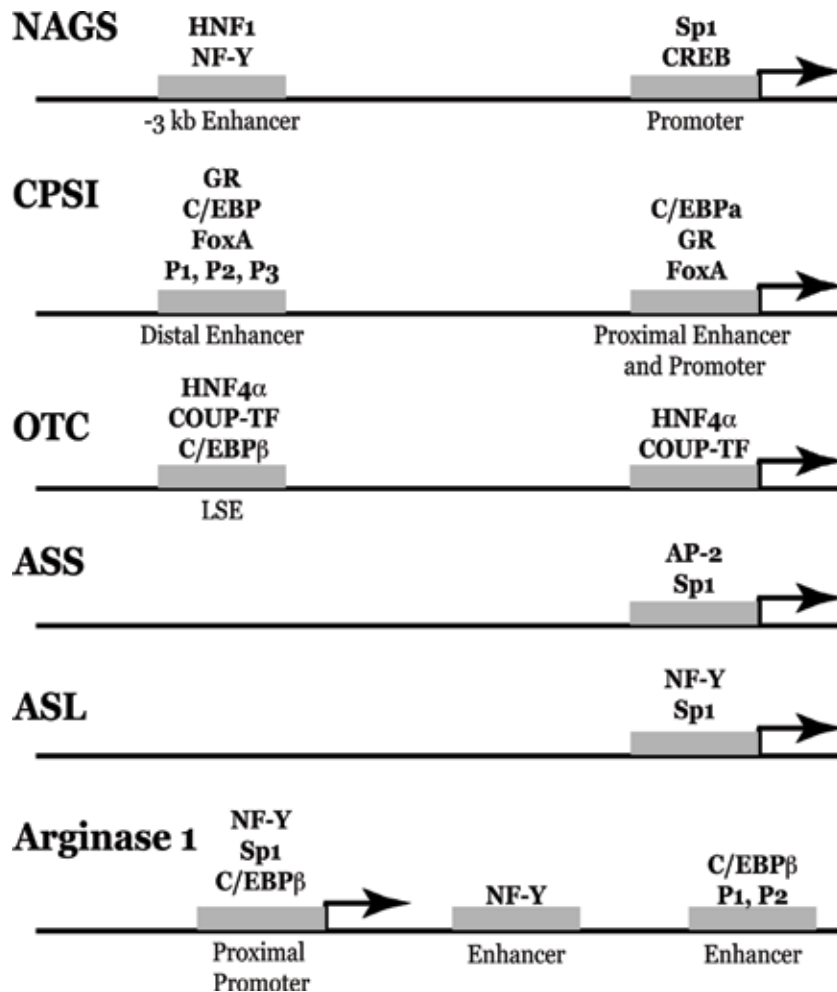 NAGS
HNF1
NF-Y
-3 kb Enhancer
Sp1
CREB
Promoter
CPSI
GR
C/EBP
FoxA
P1, P2, P3
Distal Enhancer
C/EBPa
GR
FoxA
Proximal Enhancer
and Promoter
OTC
HNF4α
COUP-TF
C/EBPβ
LSE
HNF4α
COUP-TF
ASS
AP-2
Sp1
ASL
NF-Y
Sp1
Arginase 1
NF-Y
Sp1
C/EBPβ
Proximal
Promoter
NF-Y
Enhancer
C/EBPβ
P1, P2
Enhancer